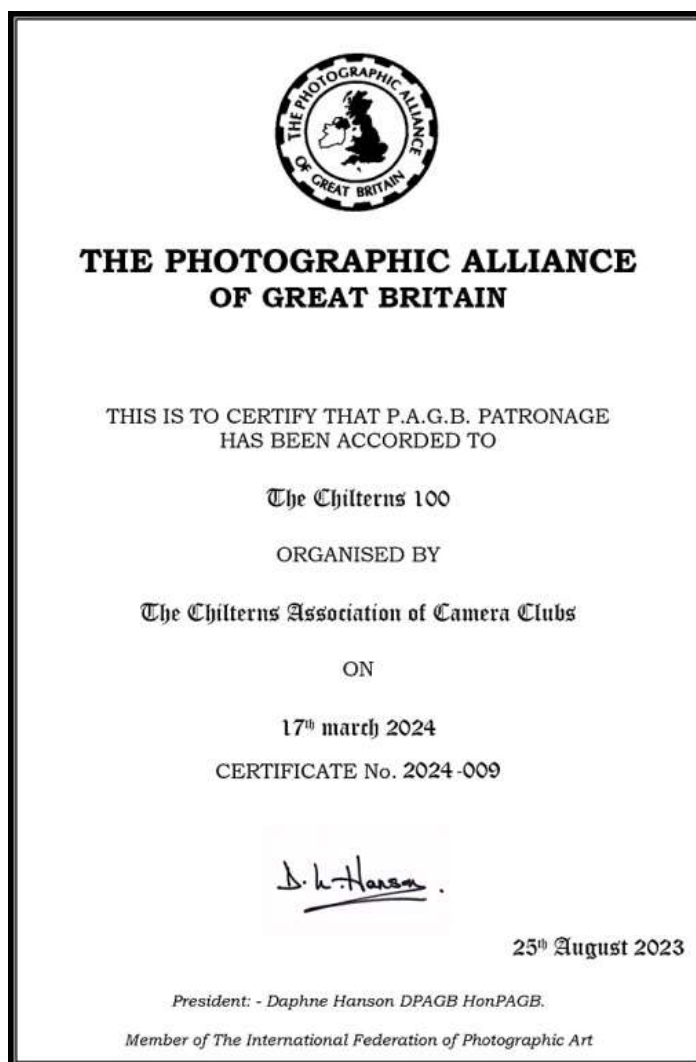 THE PHOTOGRAPHIC ALLIANCE
OF GREAT BRITAIN
THE PHOTOGRAPHIC ALLIANCE
OF GREAT BRITAIN
THIS IS TO CERTIFY THAT P.A.G.B. PATRONAGE
HAS BEEN ACCORDED TO
The Chilterns 100
ORGANISED BY
The Chilterns Association of Camera Clubs
ON
17th march 2024
CERTIFICATE No. 2024-009
D. L. Hanson.
25th August 2023
President: - Daphne Hanson DPAGB HonPAGB.
Member of The International Federation of Photographic Art